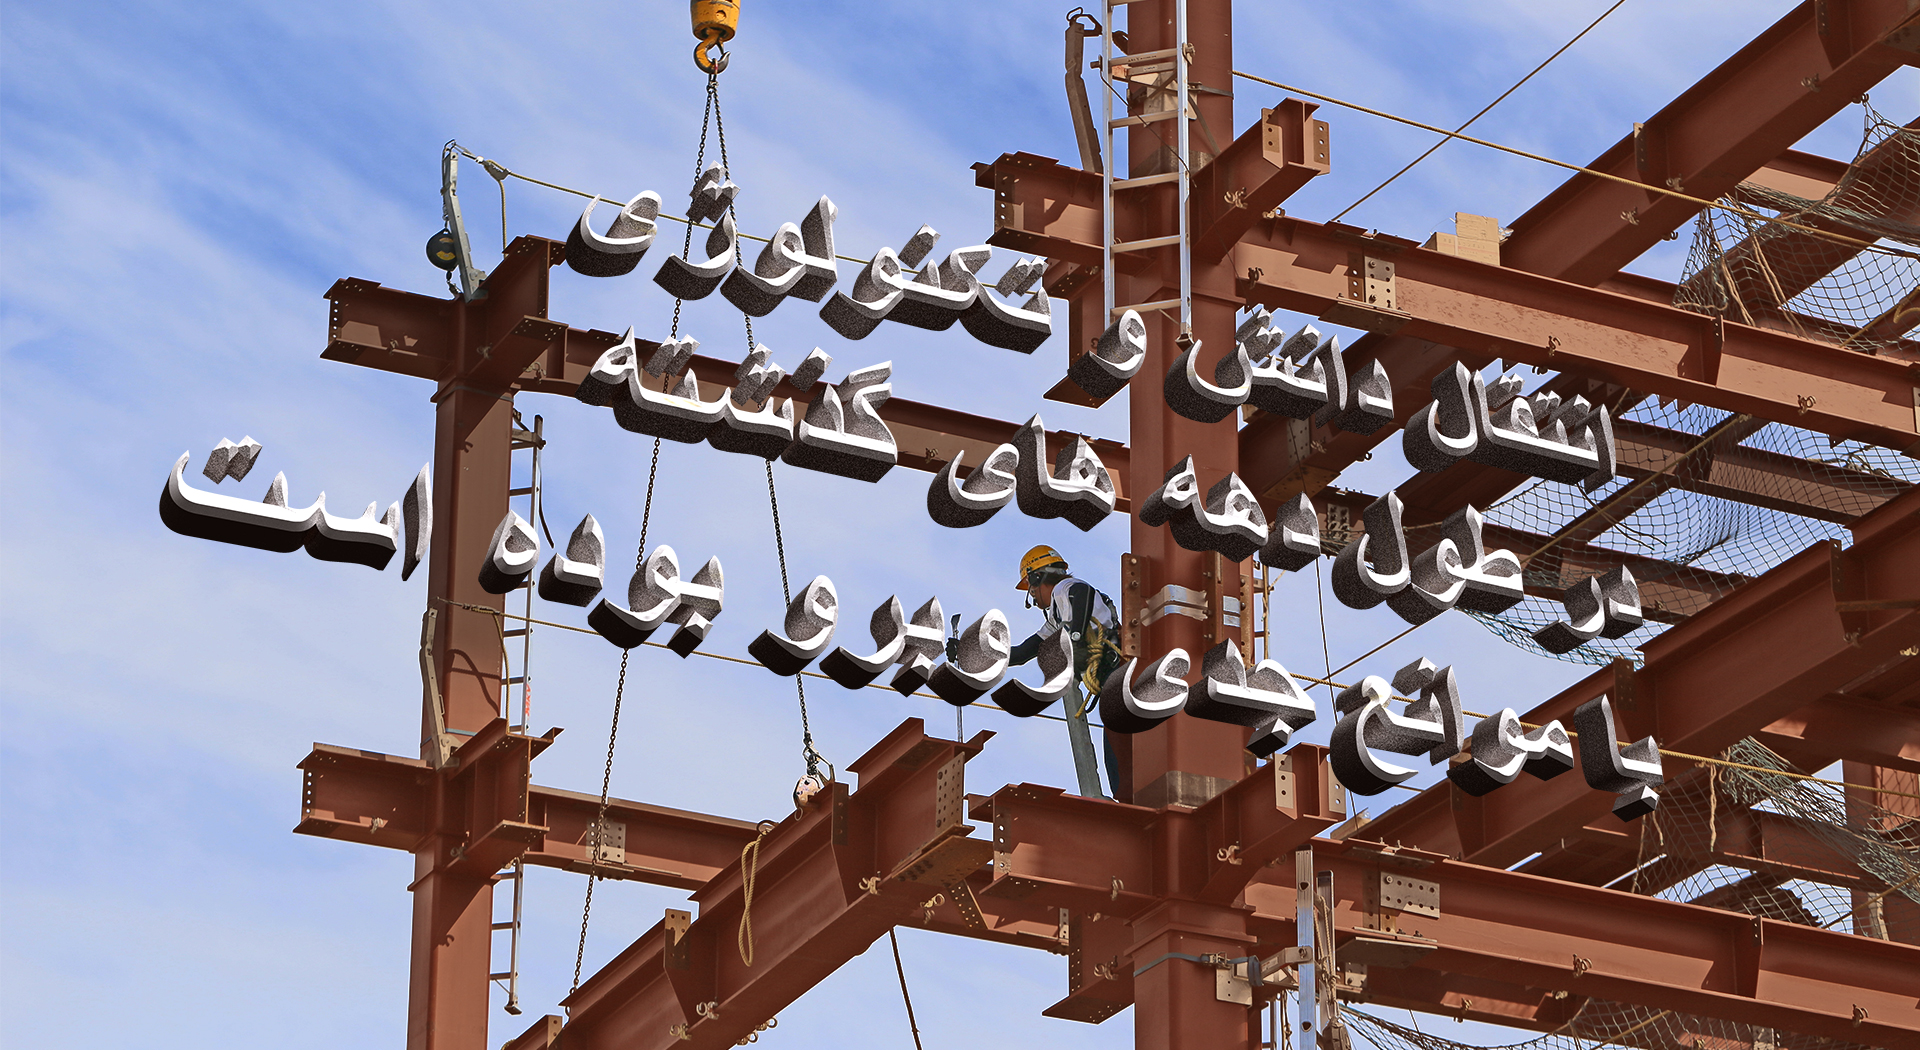 انتقال دانش و تکنولوژی
در طول دهه های گذشته
با موانع جدی روبرو بوده است